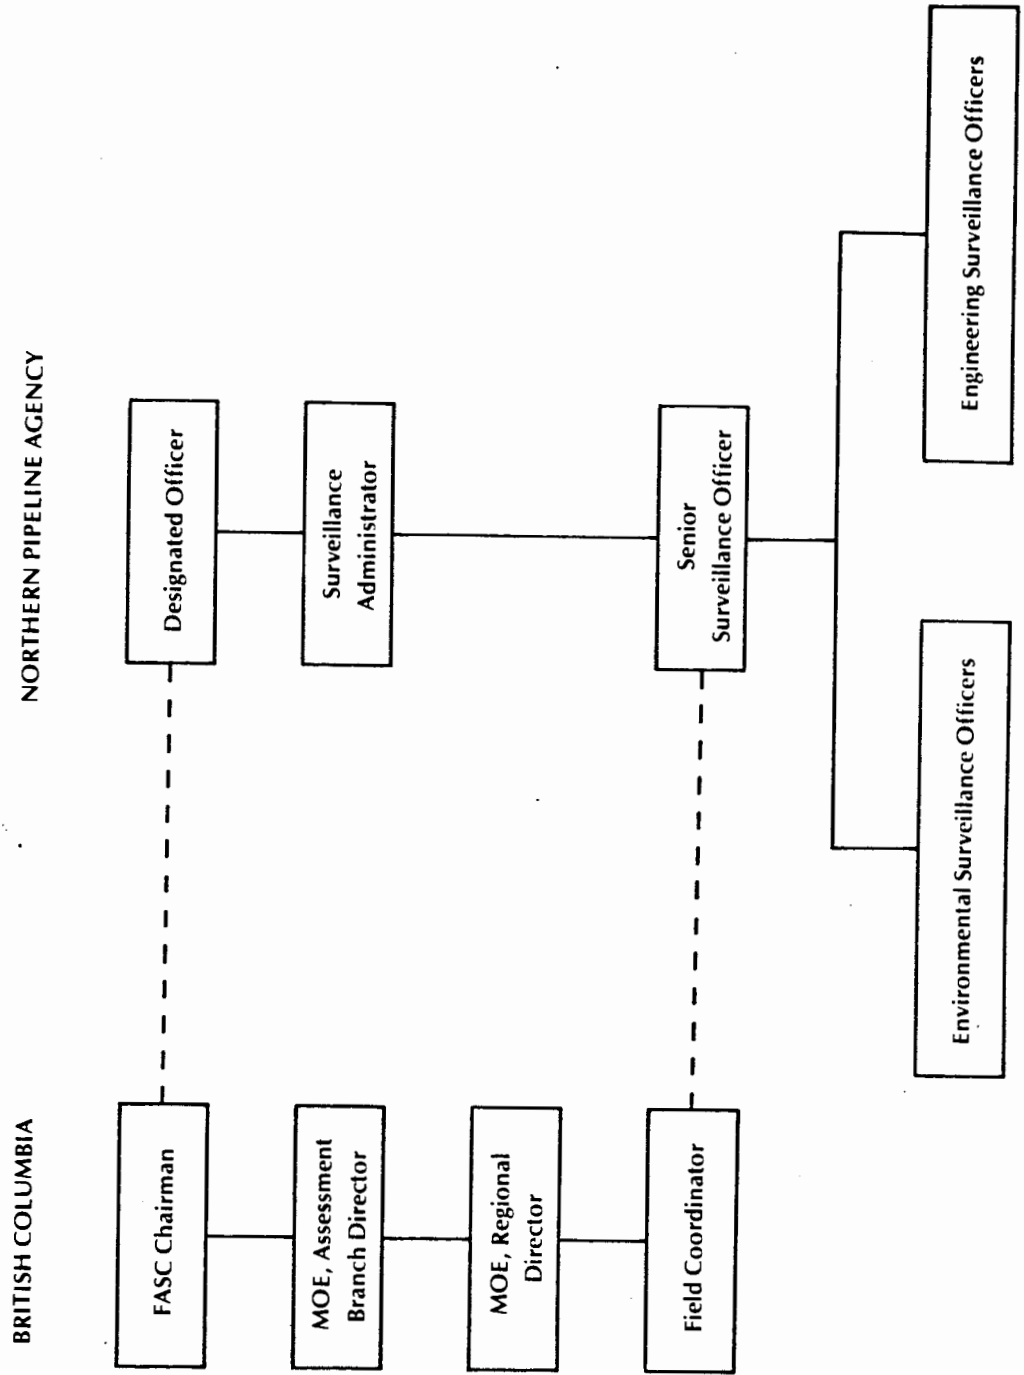 BRITISH COLUMBIA
NORTHERN PIPELINE AGENCY
FASC Chairman
Designated Officer
MOE, Assessment
Branch Director
Surveillance
Administrator
MOE, Regional
Director
Field Coordinator
Senior
Surveillance Officer
Environmental Surveillance Officers
Engineering Surveillance Officers